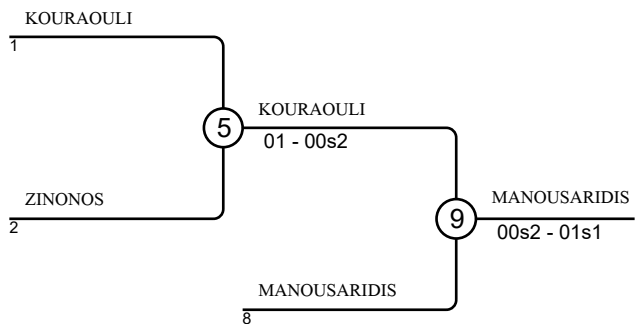 KOURAOULI
1
KOURAOULI
5
01 - 00s2
ZINONOS
2
MANOUSARIDIS
9
00s2 - 01s1
MANOUSARIDIS
8